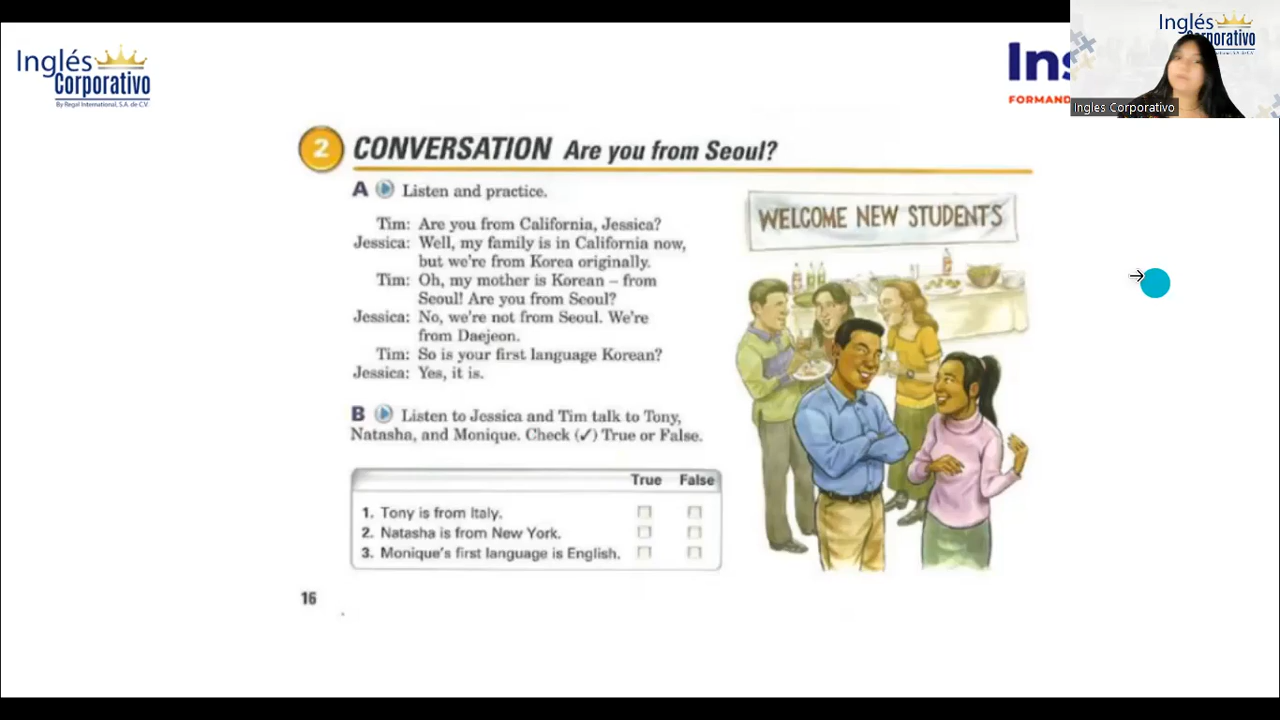 Inglés
Corporativo
By Regal International, S.A. de C.V.
Inglés
Corporativo
FORMAND
Ingles Corporativo
2 CONVERSATION Are you from Seoul?
A Listen and practice.
Tim: Are you from California, Jessica?
Jessica: Well, my family is in California now,
but we're from Korea originally.
Tim: Oh, my mother is Korean – from
Seoul! Are you from Seoul?
Jessica: No, we're not from Seoul. We're
from Daejeon.
Tim: So is your first language Korean?
Jessica: Yes, it is.
WELCOME NEW STUDENTS
B Listen to Jessica and Tim talk to Tony,
Natasha, and Monique. Check (✓) True or False.
True False
1. Tony is from Italy.
2. Natasha is from New York.
3. Monique's first language is English.
16